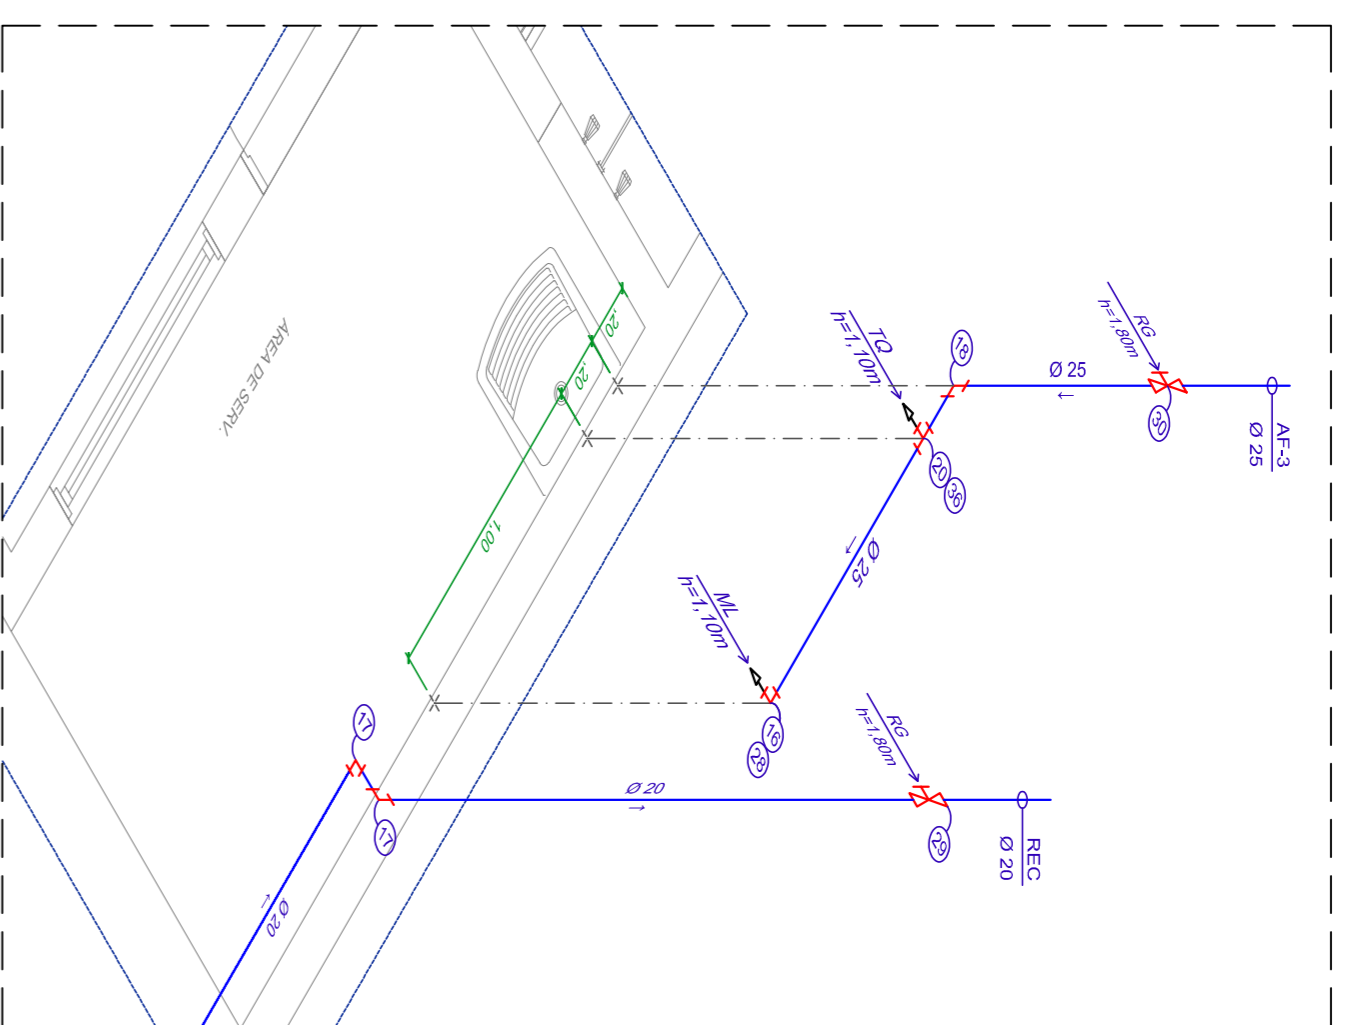 RG
h=1,80m
TQ
h=1,10m
18
Ø 25
←
30
AF-3
Ø 25
,20
,20
20
36
ÁREA DE SERV.
1,00
Ø 25
←
ML
h=1,10m
16
28
17
17
RG
h=1,80m
Ø 20
→
29
REC
Ø 20
Ø 20
←